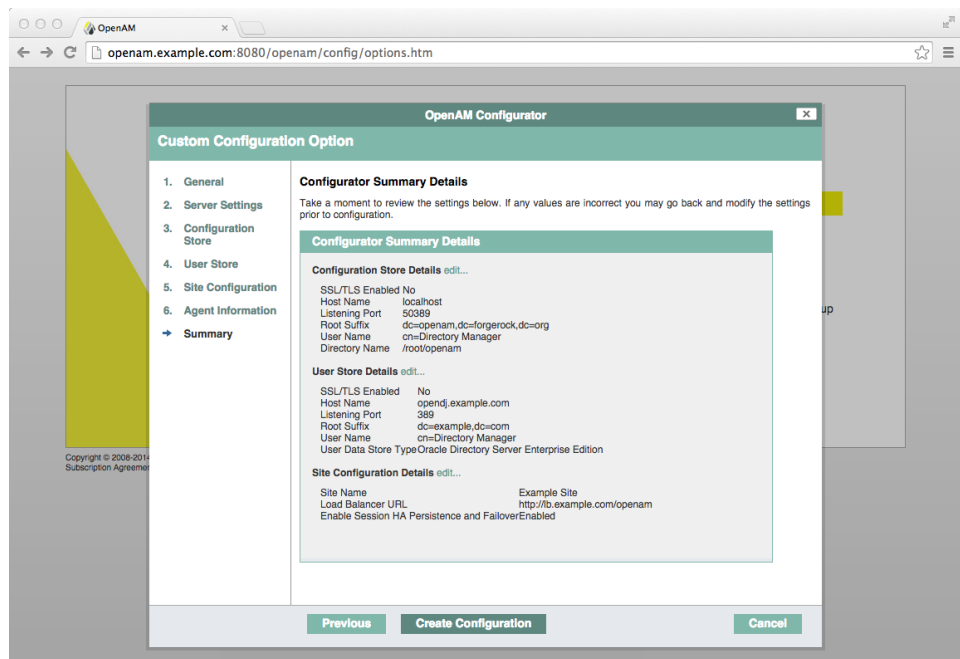 OpenAM
openam.example.com:8080/openam/config/options.htm
OpenAM Configurator
Custom Configuration Option
1. General
2. Server Settings
3. Configuration
Store
4. User Store
5. Site Configuration
6. Agent Information
Summary
Configurator Summary Details
Take a moment to review the settings below. If any values are incorrect you may go back and modify the settings
prior to configuration.
Configurator Summary Details
Configuration Store Details edit...
SSL/TLS Enabled No
Host Name localhost
Listening Port 50389
Root Suffix dc=openam,dc=forgerock,dc=org
User Name cn=Directory Manager
Directory Name /root/openam
User Store Details edit...
SSL/TLS Enabled No
Host Name opendj.example.com
Listening Port 389
Root Suffix dc=example,dc=com
User Name cn=Directory Manager
User Data Store Type Oracle Directory Server Enterprise Edition
Site Configuration Details edit...
Site Name Example Site
Load Balancer URL http://lb.example.com/openam
Enable Session HA Persistence and Failover Enabled
Previous
Create Configuration
Cancel
up
Copyright © 2008-2014
Subscription Agreemen